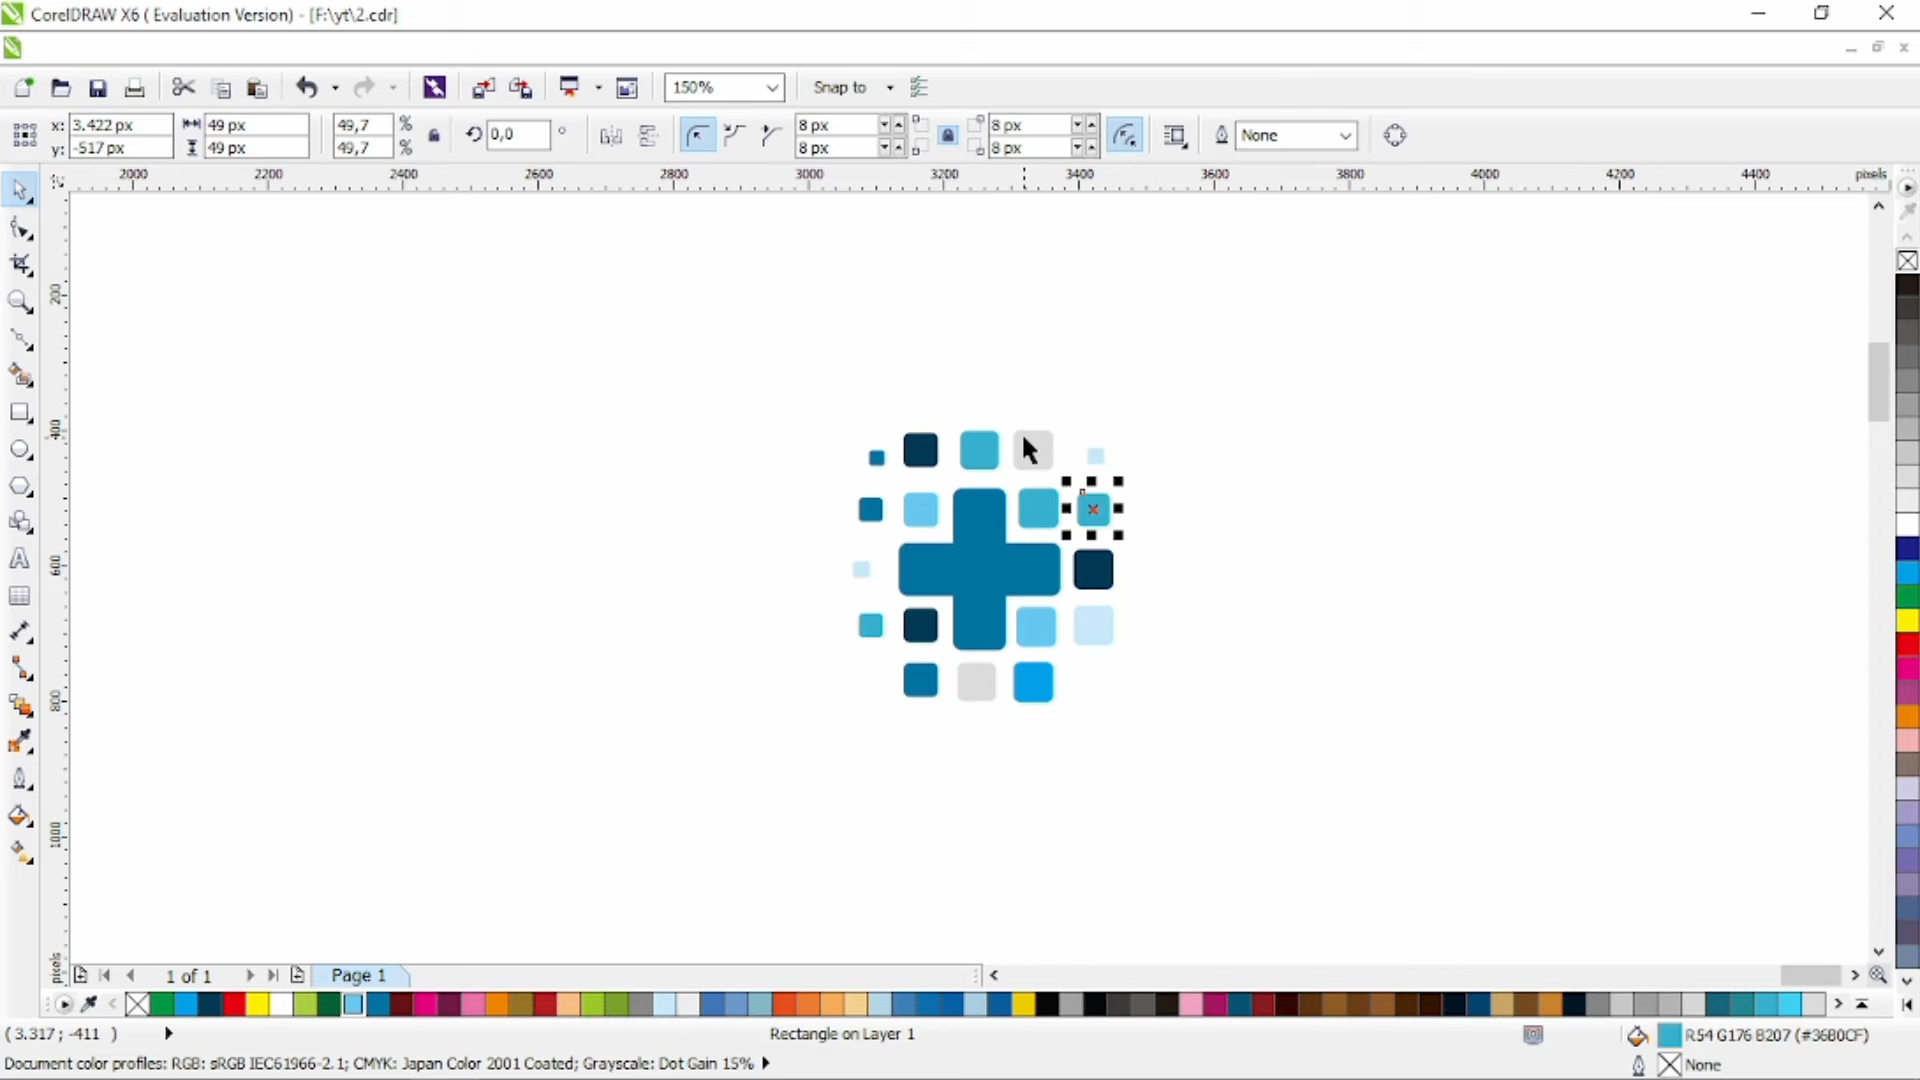 CorelDRAW X6 ( Evaluation Version) - [F:\yt\2.cdr]
150%
Snap to
x: 3.422 px
y: -517 px
49 px
49 px
49,7 %
49,7 %
0,0 °
8 px
8 px
8 px
8 px
None
2000 2200 2400 2600 2800 3000 3200 3400 3600 3800 4000 4200 4400 pixels
200
400
600
800
1000
pixels
1 of 1
Page 1
( 3.317 ; -411 )
Rectangle on Layer 1
R54 G176 B207 (#36B0CF)
Document color profiles: RGB: sRGB IEC61966-2.1; CMYK: Japan Color 2001 Coated; Grayscale: Dot Gain 15%
None